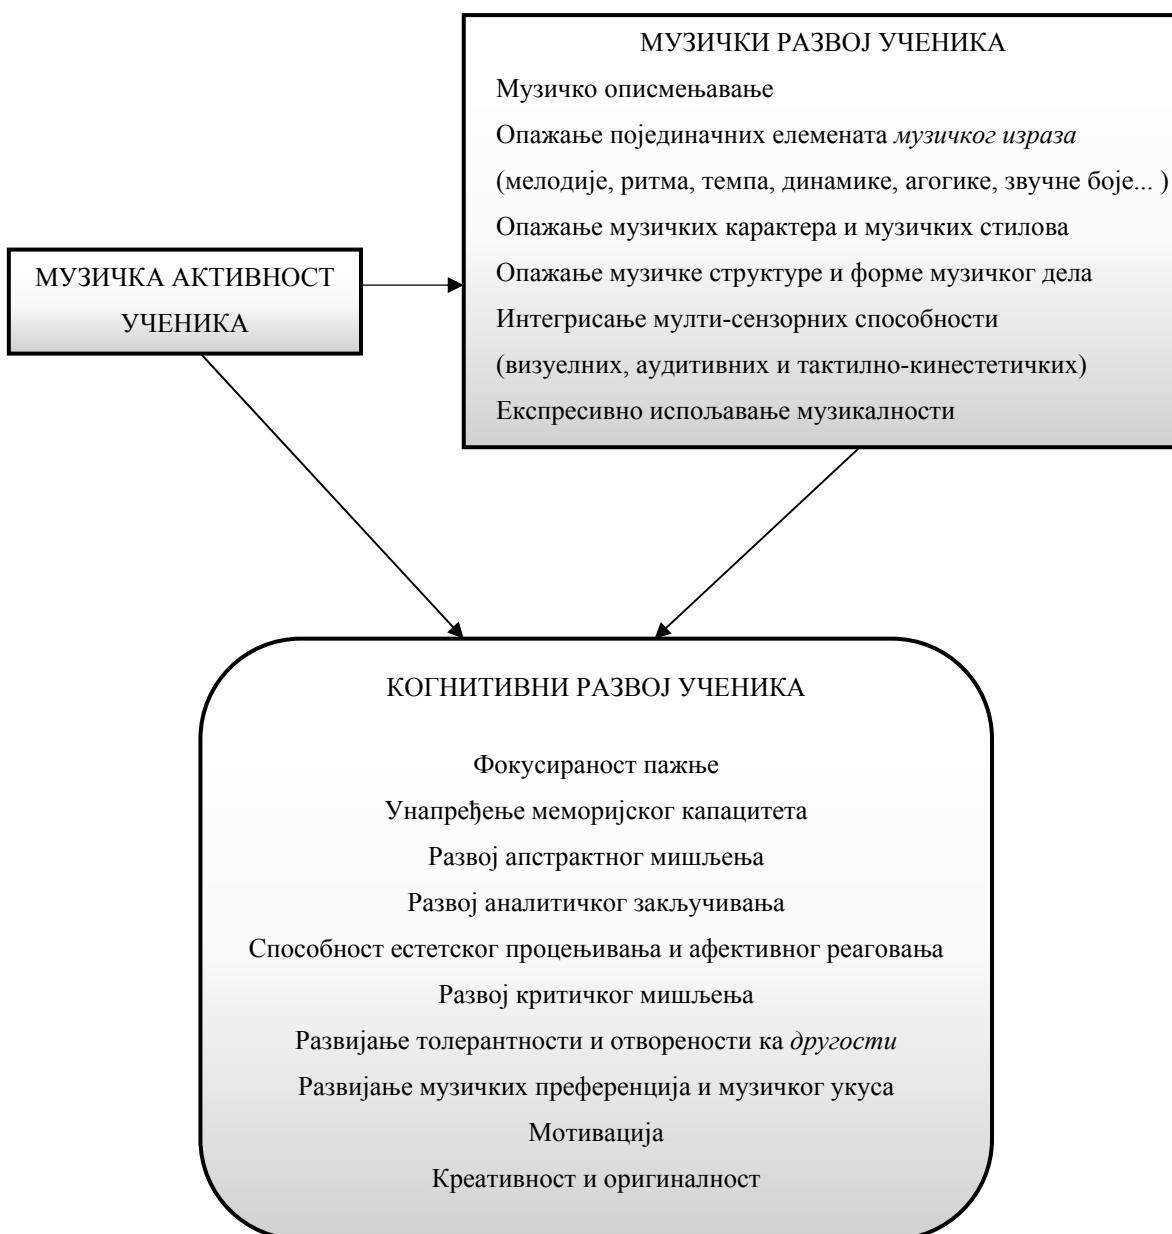 МУЗИЧКИ РАЗВОЈ УЧЕНИКА
Музичко описмењавање
Опажање појединачних елемената музичког израза
(мелодије, ритма, темпа, динамике, агогике, звучне боје... )
Опажање музичких карактера и музичких стилова
Опажање музичке структуре и форме музичког дела
Интегрисање мулти-сензорних способности
(визуелних, аудитивних и тактилно-кинестетичких)
Експресивно испољавање музикалности
МУЗИЧКА АКТИВНОСТ
УЧЕНИКА
КОГНИТИВНИ РАЗВОЈ УЧЕНИКА
Фокусираност пажње
Унапређење меморијског капацитета
Развој апстрактног мишљења
Развој аналитичког закључивања
Способност естетског процењивања и афективног реаговања
Развој критичког мишљења
Развијање толерантности и отворености ка другости
Развијање музичких преференција и музичког укуса
Мотивација
Креативност и оригиналност